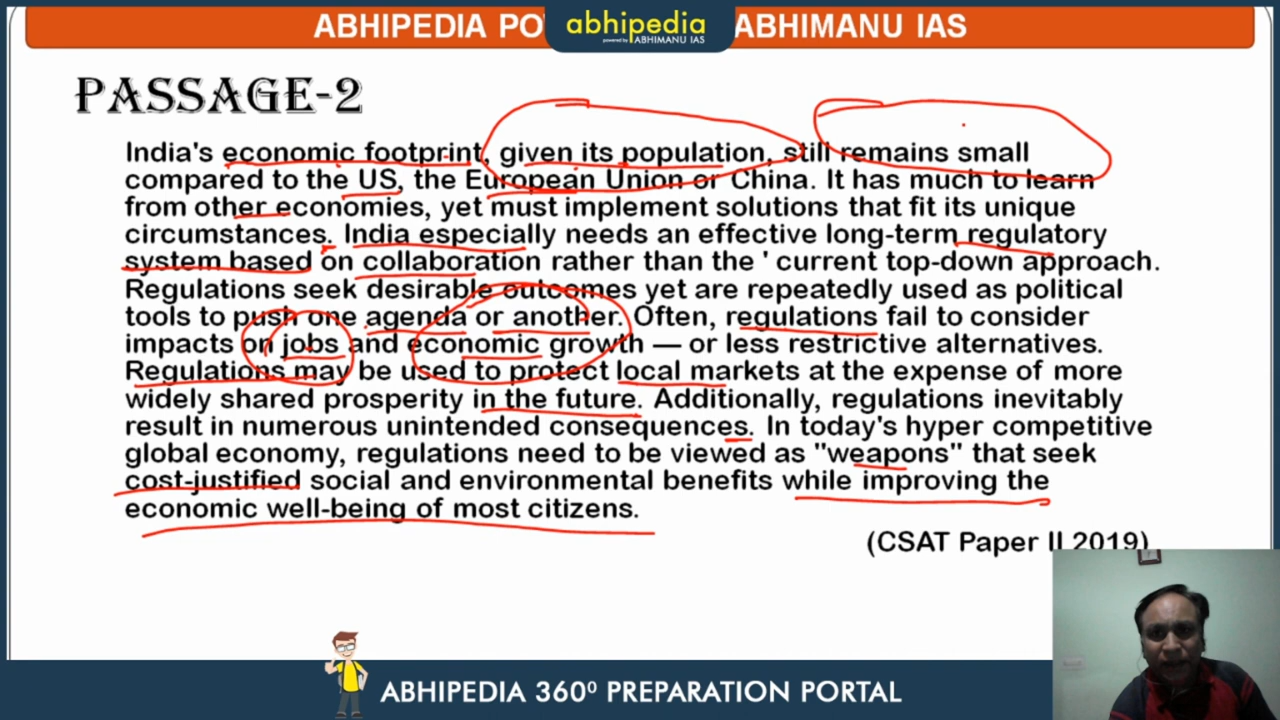 ABHIPEDIA PO abhipedia ABHIMANU IAS
powered by ABHIMANU IAS
PASSAGE-2
India's economic footprint, given its population, still remains small
compared to the US, the European Union or China. It has much to learn
from other economies, yet must implement solutions that fit its unique
circumstances. India especially needs an effective long-term regulatory
system based on collaboration rather than the ' current top-down approach.
Regulations seek desirable outcomes yet are repeatedly used as political
tools to push one agenda or another. Often, regulations fail to consider
impacts on jobs and economic growth — or less restrictive alternatives.
Regulations may be used to protect local markets at the expense of more
widely shared prosperity in the future. Additionally, regulations inevitably
result in numerous unintended consequences. In today's hyper competitive
global economy, regulations need to be viewed as "weapons" that seek
cost-justified social and environmental benefits while improving the
economic well-being of most citizens.
(CSAT Paper II 2019)
ABHIPEDIA 360⁰ PREPARATION PORTAL